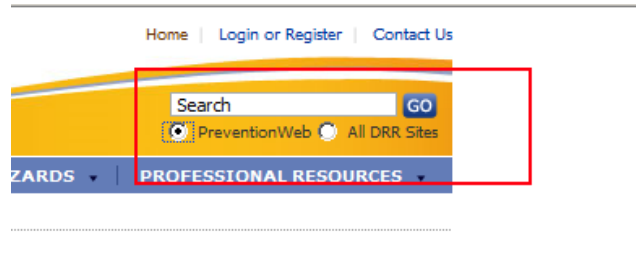 Home | Login or Register | Contact Us
Search GO
PreventionWeb All DRR Sites
ZARDS PROFESSIONAL RESOURCES